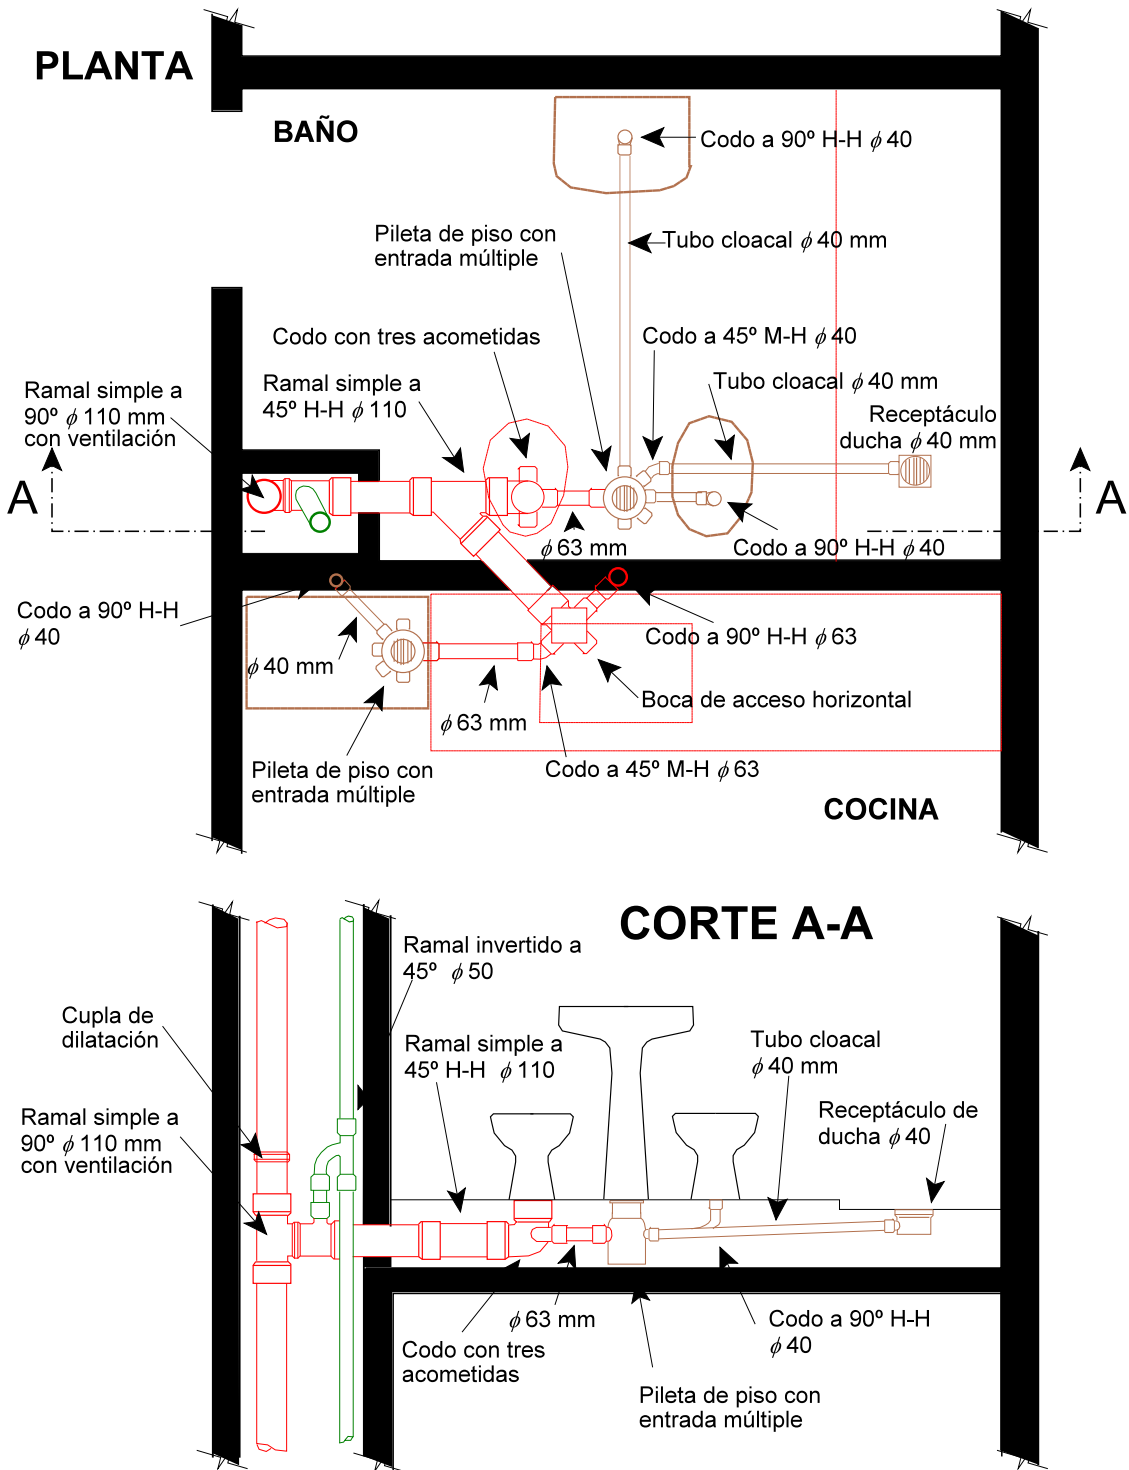 PLANTA
BAÑO
Codo a 90º H-H ϕ 40
Pileta de piso con
entrada múltiple
Tubo cloacal ϕ 40 mm
Codo con tres acometidas
Codo a 45º M-H ϕ 40
Ramal simple a
90º ϕ 110 mm
con ventilación
Ramal simple a
45º H-H ϕ 110
Tubo cloacal ϕ 40 mm
Receptáculo
ducha ϕ 40 mm
A
A
ϕ 63 mm
Codo a 90º H-H ϕ 40
Codo a 90º H-H
ϕ 40
Codo a 90º H-H ϕ 63
ϕ 40 mm
Boca de acceso horizontal
ϕ 63 mm
Pileta de piso con
entrada múltiple
Codo a 45º M-H ϕ 63
COCINA
CORTE A-A
Ramal invertido a
45º ϕ 50
Cupla de
dilatación
Ramal simple a
45º H-H ϕ 110
Tubo cloacal
ϕ 40 mm
Ramal simple a
90º ϕ 110 mm
con ventilación
Receptáculo de
ducha ϕ 40
ϕ 63 mm
Codo a 90º H-H
ϕ 40
Codo con tres
acometidas
Pileta de piso con
entrada múltiple